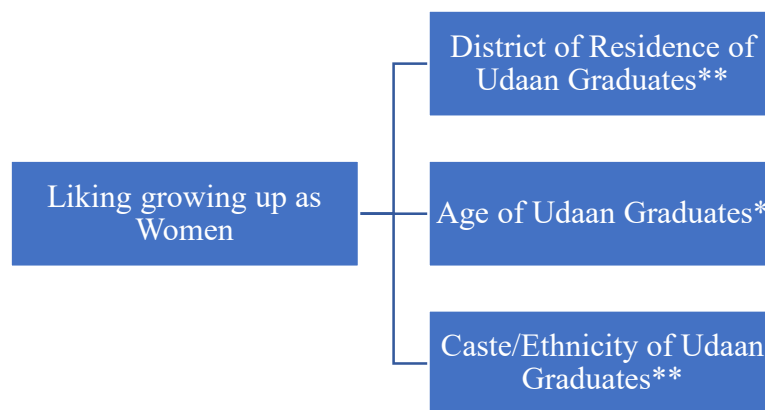 District of Residence of
Udaan Graduates**
Liking growing up as
Women
Age of Udaan Graduates*
Caste/Ethnicity of Udaan
Graduates**